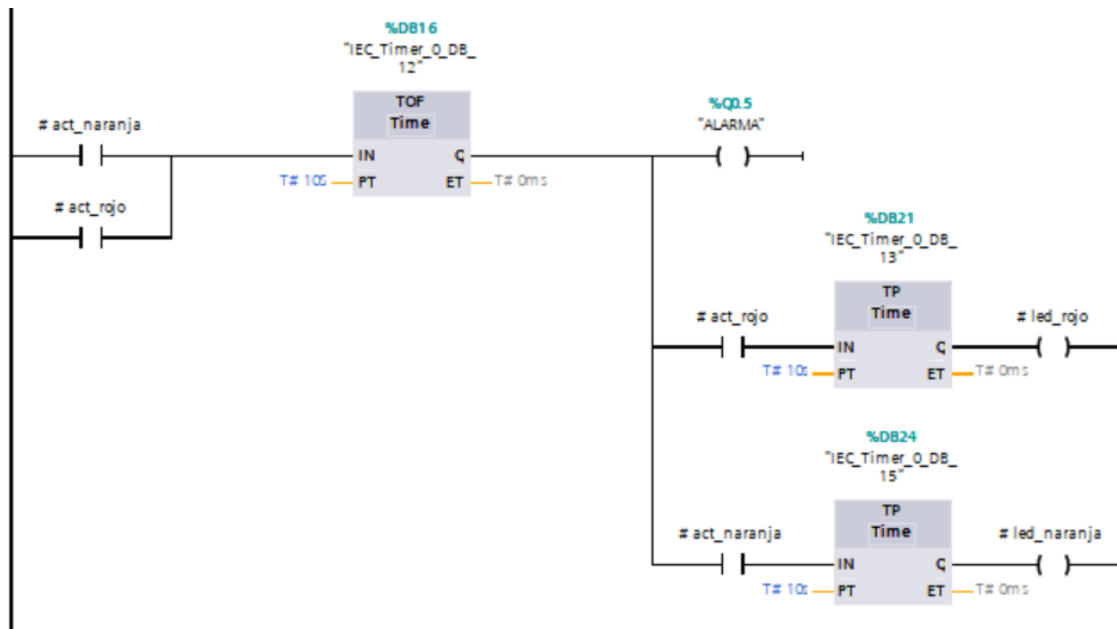 %DB16
"IEC_Timer_0_DB_
12"
TOF
Time
# act_naranja
IN
Q
T# 10S
PT
ET
T# 0ms
# act_rojo
%Q0.5
"ALARMA"
%DB21
"IEC_Timer_0_DB_
13"
TP
Time
# act_rojo
# led_rojo
IN
Q
T# 10s
PT
ET
T# 0ms
%DB24
"IEC_Timer_0_DB_
15"
TP
Time
# act_naranja
# led_naranja
IN
Q
T# 10s
PT
ET
T# 0ms